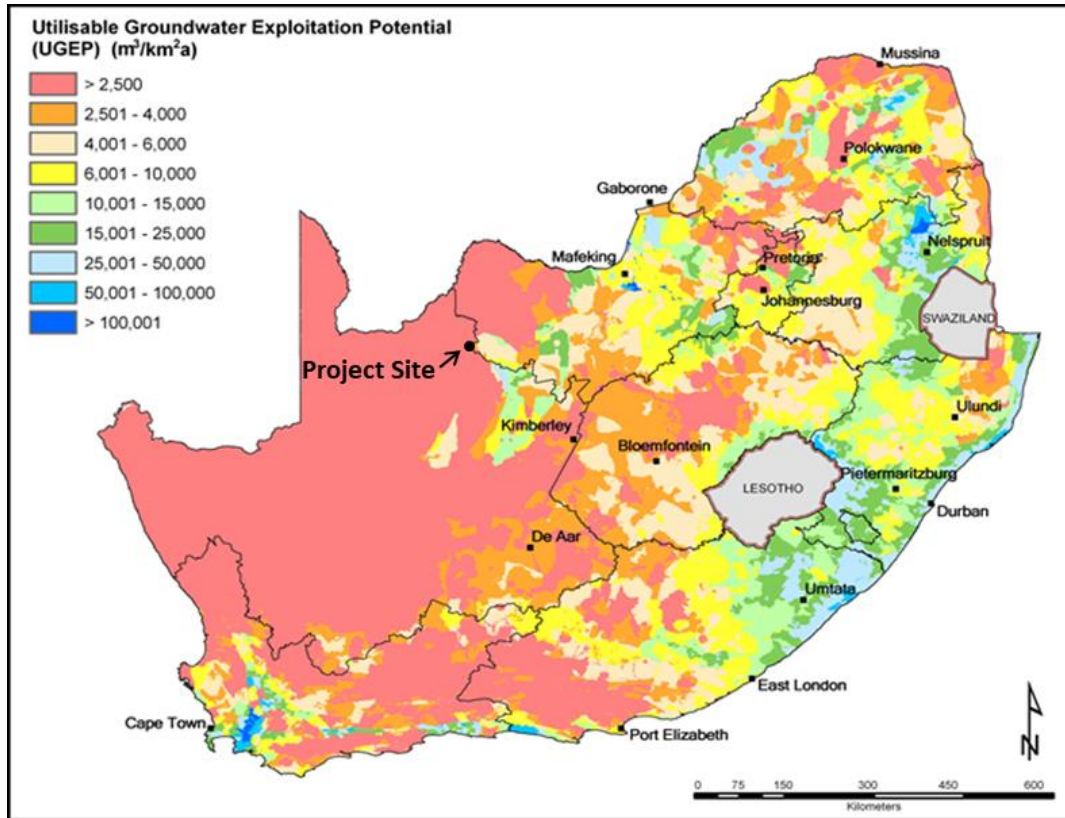 Utilisable Groundwater Exploitation Potential
(UGEP) (m³/km²a)
> 2,500
2,501 - 4,000
4,001 - 6,000
6,001 - 10,000
10,001 - 15,000
15,001 - 25,000
25,001 - 50,000
50,001 - 100,000
> 100,001
Mussina
Polokwane
Gaborone
Nelspruit
Mafeking
Pretoria
Johannesburg
SWAZILAND
Project Site
Ulundi
Kimberley
Bloemfontein
Pietermaritzburg
LESOTHO
Durban
De Aar
Umtata
East London
Cape Town
Port Elizabeth
N
0 75 150 300 450 600
Kilometers